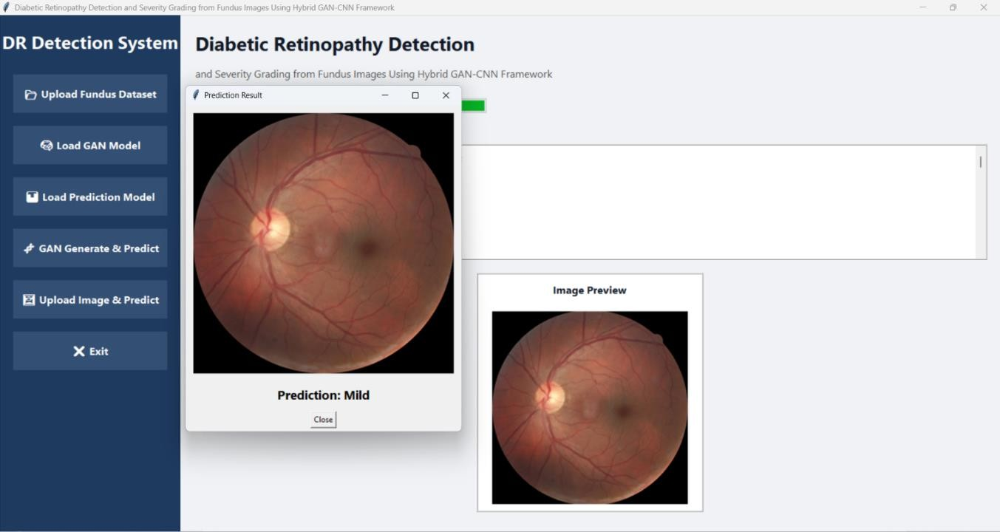 Diabetic Retinopathy Detection and Severity Grading from Fundus Images Using Hybrid GAN-CNN Framework
DR Detection System
Upload Fundus Dataset
Load GAN Model
Load Prediction Model
GAN Generate & Predict
Upload Image & Predict
Exit
Diabetic Retinopathy Detection
and Severity Grading from Fundus Images Using Hybrid GAN-CNN Framework
Prediction Result
Prediction: Mild
Close
Image Preview